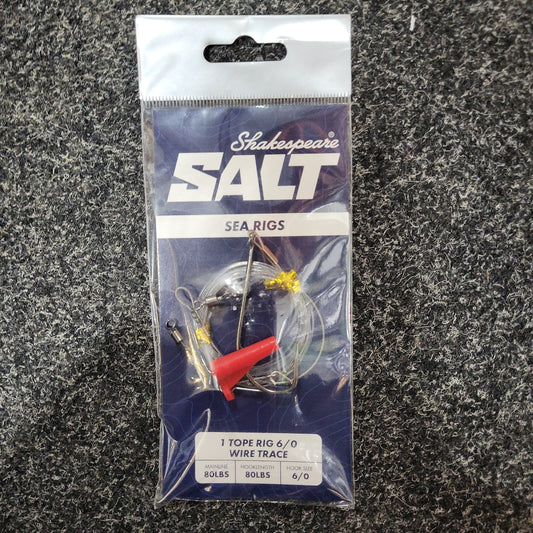 Shakespeare
SALT
SEA RIGS
1 TOPE RIG 6/0
WIRE TRACE
MAINLINE HOOKLENGTH HOOK SIZE
80LBS 80LBS 6/0